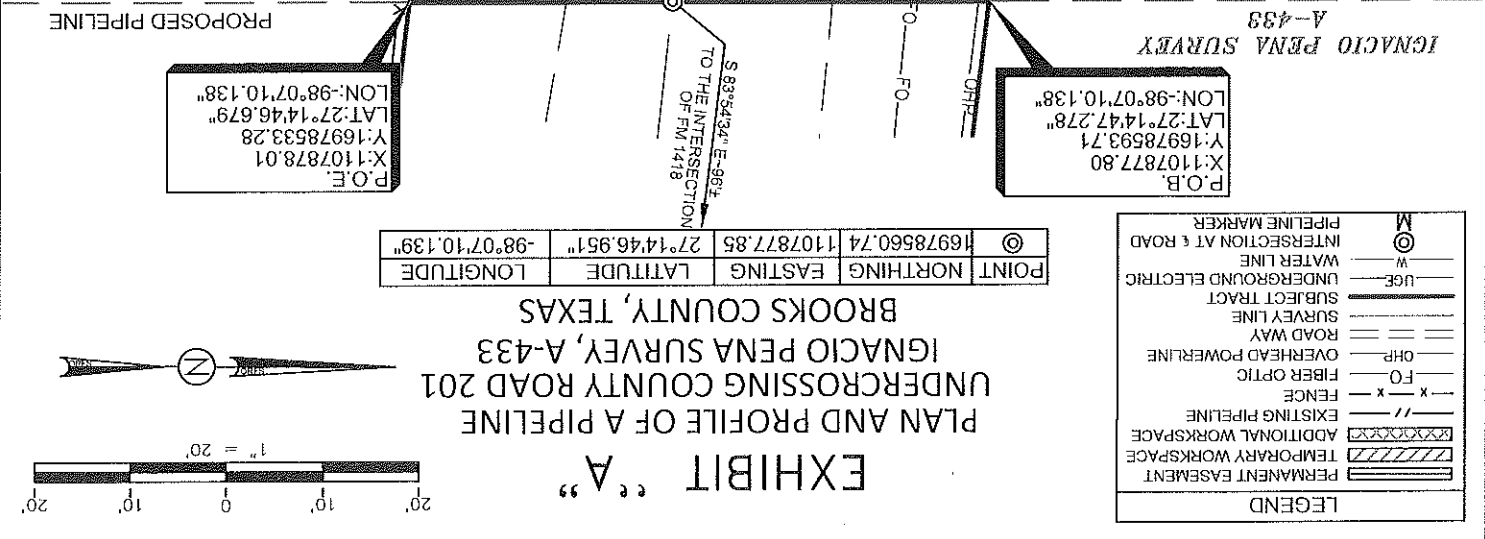 EXHIBIT "A"
PLAN AND PROFILE OF A PIPELINE
UNDERCROSSING COUNTY ROAD 201
IGNACIO PENA SURVEY, A-433
BROOKS COUNTY, TEXAS
LEGEND
PERMANENT EASEMENT
TEMPORARY WORKSPACE
ADDITIONAL WORKSPACE
EXISTING PIPELINE
FENCE
FO FIBER OPTIC
OHP OVERHEAD POWERLINE
ROAD WAY
SURVEY LINE
SUBJECT TRACT
UGE UNDERGROUND ELECTRIC
W WATER LINE
INTERSECTION AT ℄ ROAD
M PIPELINE MARKER
20' 10' 0 10' 20'
1" = 20'
POINT NORTHING EASTING LATITUDE LONGITUDE
16978560.74 1107877.85 27°14'46.951" -98°07'10.139"
P.O.B.
X:1107877.80
Y:16978593.71
LAT:27°14'47.278"
LON:-98°07'10.138"
P.O.E.
X:1107878.01
Y:16978533.28
LAT:27°14'46.679"
LON:-98°07'10.138"
S 83°54'34" E~96'±
TO THE INTERSECTION
OF FM 1418
OHP
FO
FO
IGNACIO PENA SURVEY
A-433
PROPOSED PIPELINE